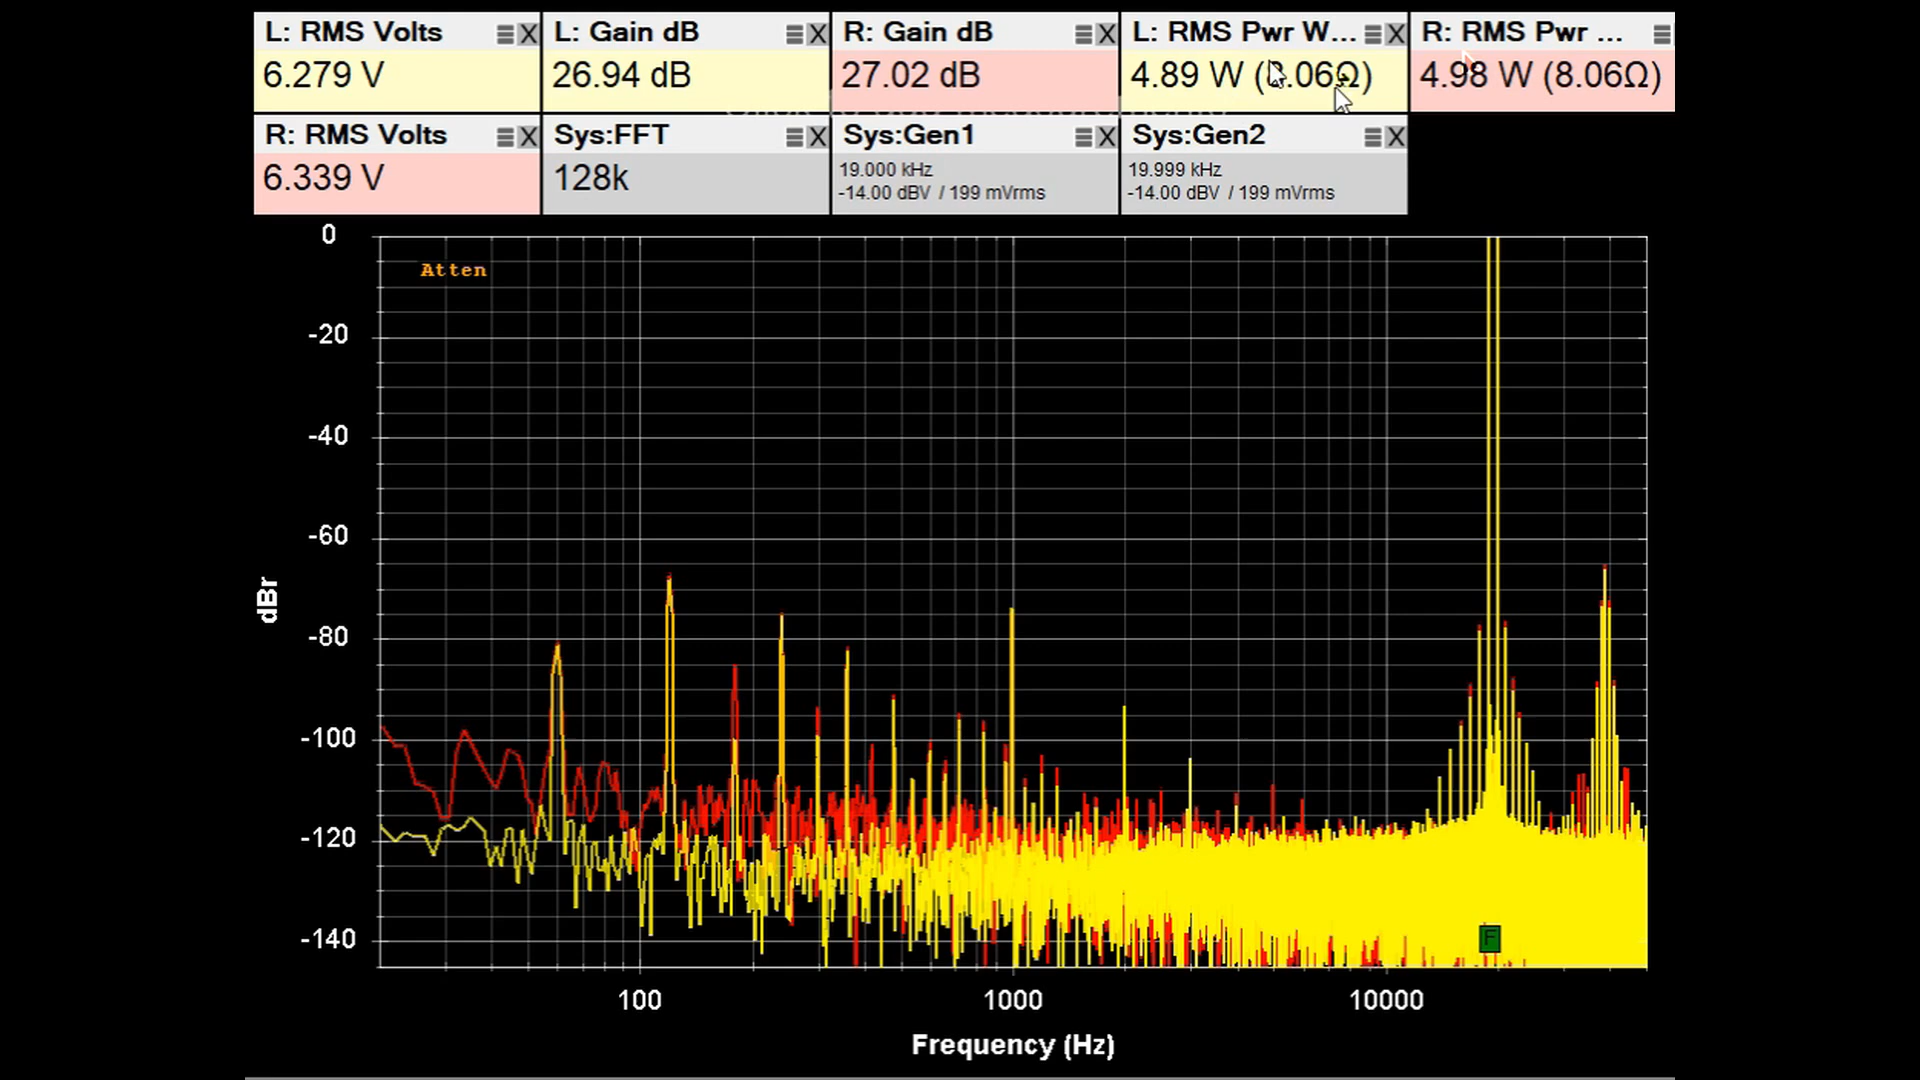 L: RMS Volts
6.279 V
L: Gain dB
26.94 dB
R: Gain dB
27.02 dB
L: RMS Pwr W...
4.89 W (8.06Ω)
R: RMS Pwr ...
4.98 W (8.06Ω)
R: RMS Volts
6.339 V
Sys:FFT
128k
Sys:Gen1
19.000 kHz
-14.00 dBV / 199 mVrms
Sys:Gen2
19.999 kHz
-14.00 dBV / 199 mVrms
Atten
0
-20
-40
-60
-80
-100
-120
-140
dBr
F
100
1000
10000
Frequency (Hz)